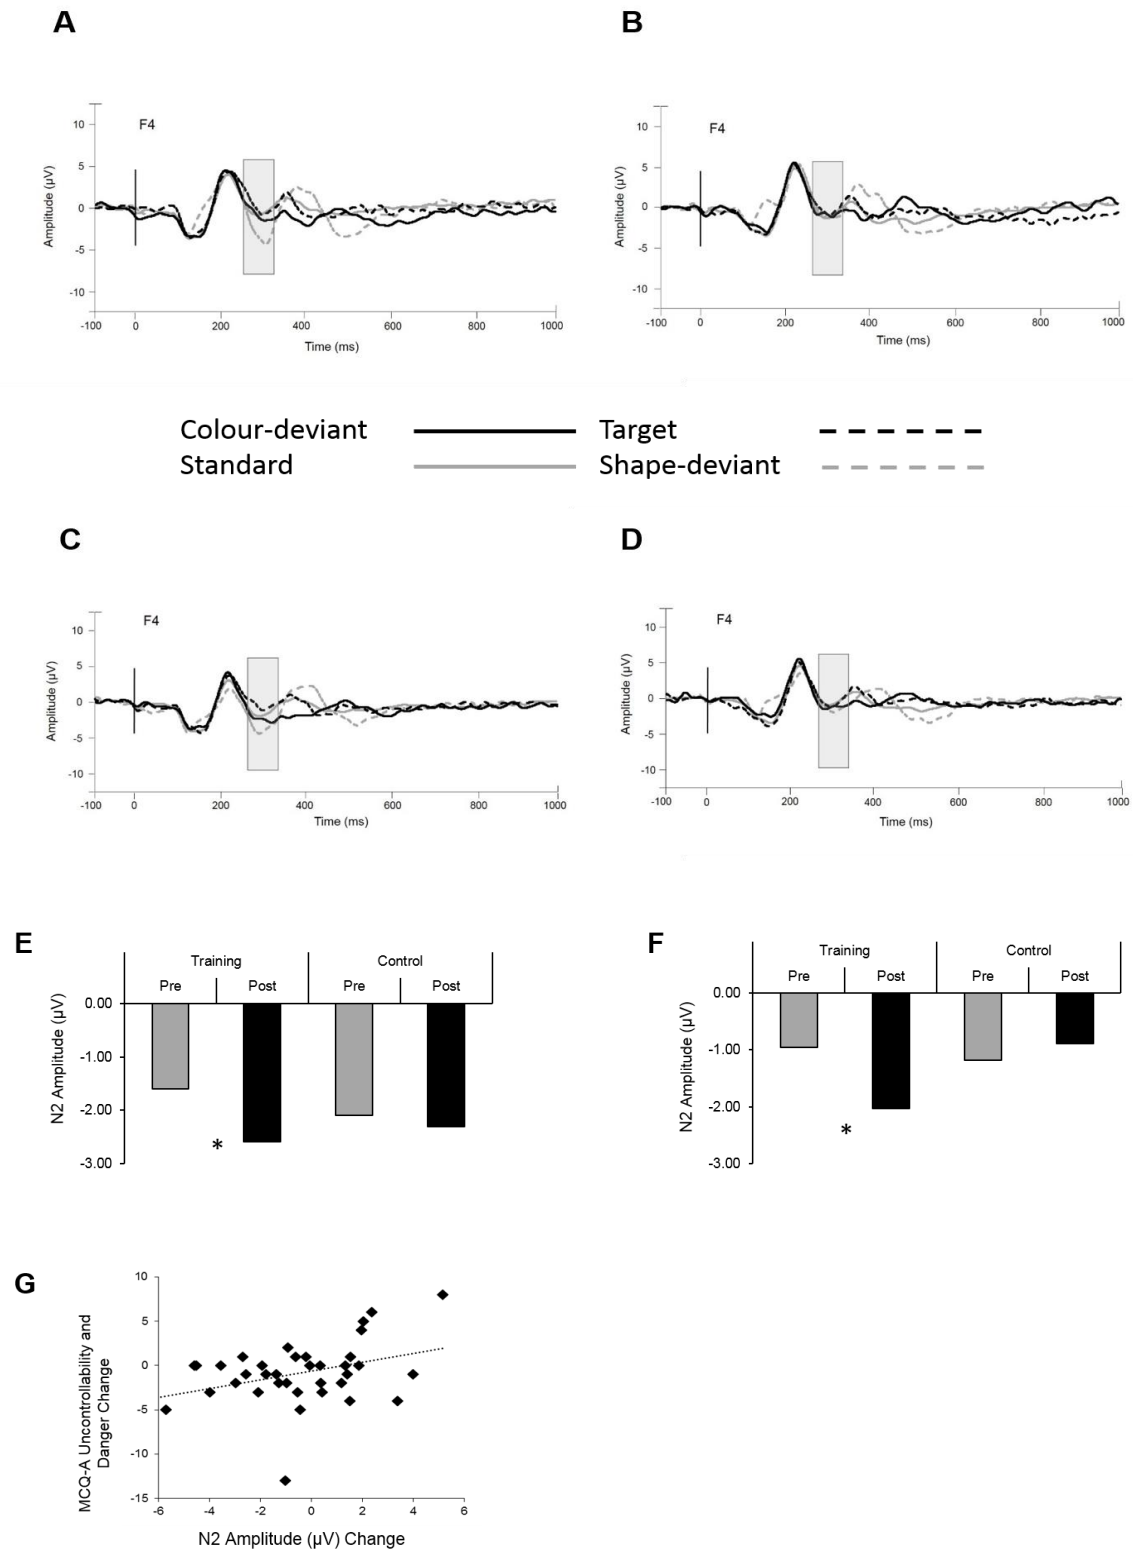 A
B
F4
10
5
0
-5
-10
Amplitude (µV)
-100 0 200 400 600 800 1000
Time (ms)
F4
10
5
0
-5
-10
Amplitude (µV)
-100 0 200 400 600 800 1000
Time (ms)
Colour-deviant Target
Standard Shape-deviant
C
D
F4
10
5
0
-5
-10
Amplitude (µV)
-100 0 200 400 600 800 1000
Time (ms)
F4
10
5
0
-5
-10
Amplitude (µV)
-100 0 200 400 600 800 1000
Time (ms)
E
Training Control
Pre Post Pre Post
0.00
-1.00
-2.00
-3.00
N2 Amplitude (µV)
*
F
Training Control
Pre Post Pre Post
0.00
-1.00
-2.00
-3.00
N2 Amplitude (µV)
*
G
10
5
0
-5
-10
-15
MCQ-A Uncontrollability and
Danger Change
-6 -4 -2 0 2 4 6
N2 Amplitude (µV) Change